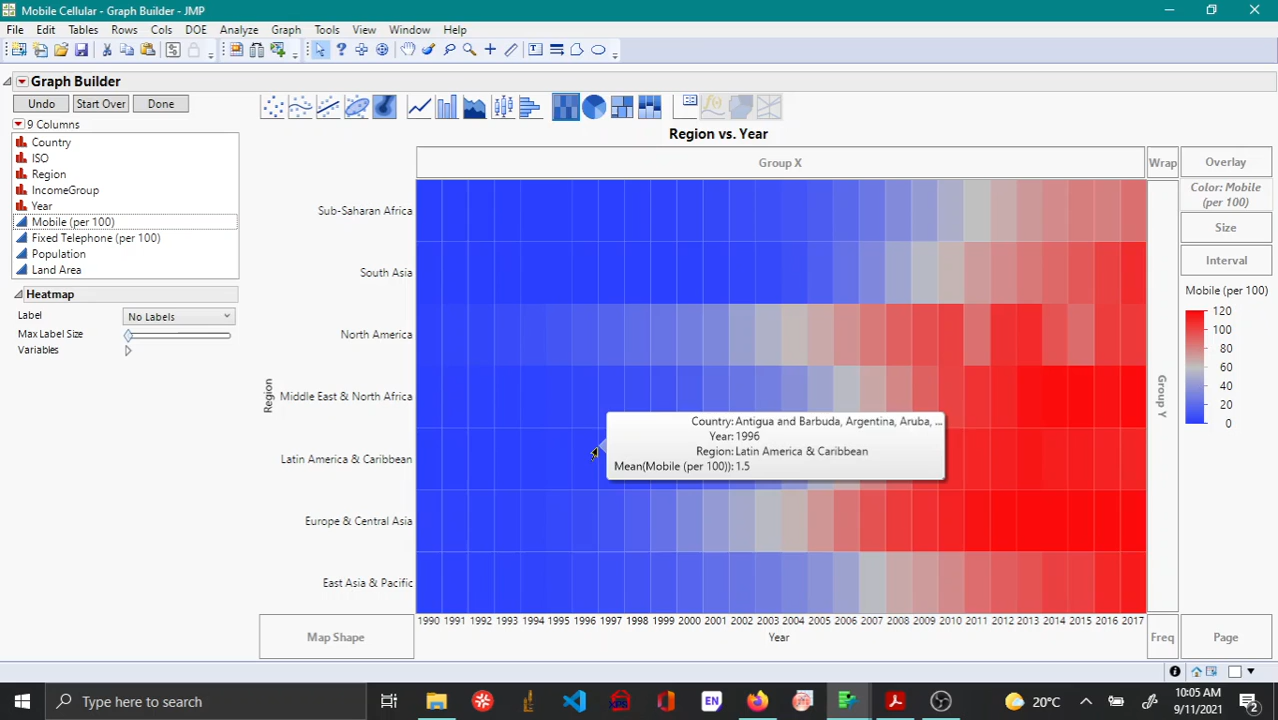 Mobile Cellular - Graph Builder - JMP
File Edit Tables Rows Cols DOE Analyze Graph Tools View Window Help
Graph Builder
Undo Start Over Done
9 Columns
Country
ISO
Region
IncomeGroup
Year
Mobile (per 100)
Fixed Telephone (per 100)
Population
Land Area
Heatmap
Label No Labels
Max Label Size
Variables
Region vs. Year
Group X
Wrap
Overlay
Color: Mobile
(per 100)
Size
Interval
Mobile (per 100)
120
100
80
60
40
20
0
Region
Sub-Saharan Africa
South Asia
North America
Middle East & North Africa
Latin America & Caribbean
Europe & Central Asia
East Asia & Pacific
Country: Antigua and Barbuda, Argentina, Aruba, ...
Year: 1996
Region: Latin America & Caribbean
Mean(Mobile (per 100)): 1.5
Group Y
1990 1991 1992 1993 1994 1995 1996 1997 1998 1999 2000 2001 2002 2003 2004 2005 2006 2007 2008 2009 2010 2011 2012 2013 2014 2015 2016 2017
Map Shape
Year
Freq
Page
Type here to search
EN
20°C
10:05 AM
9/11/2021
2